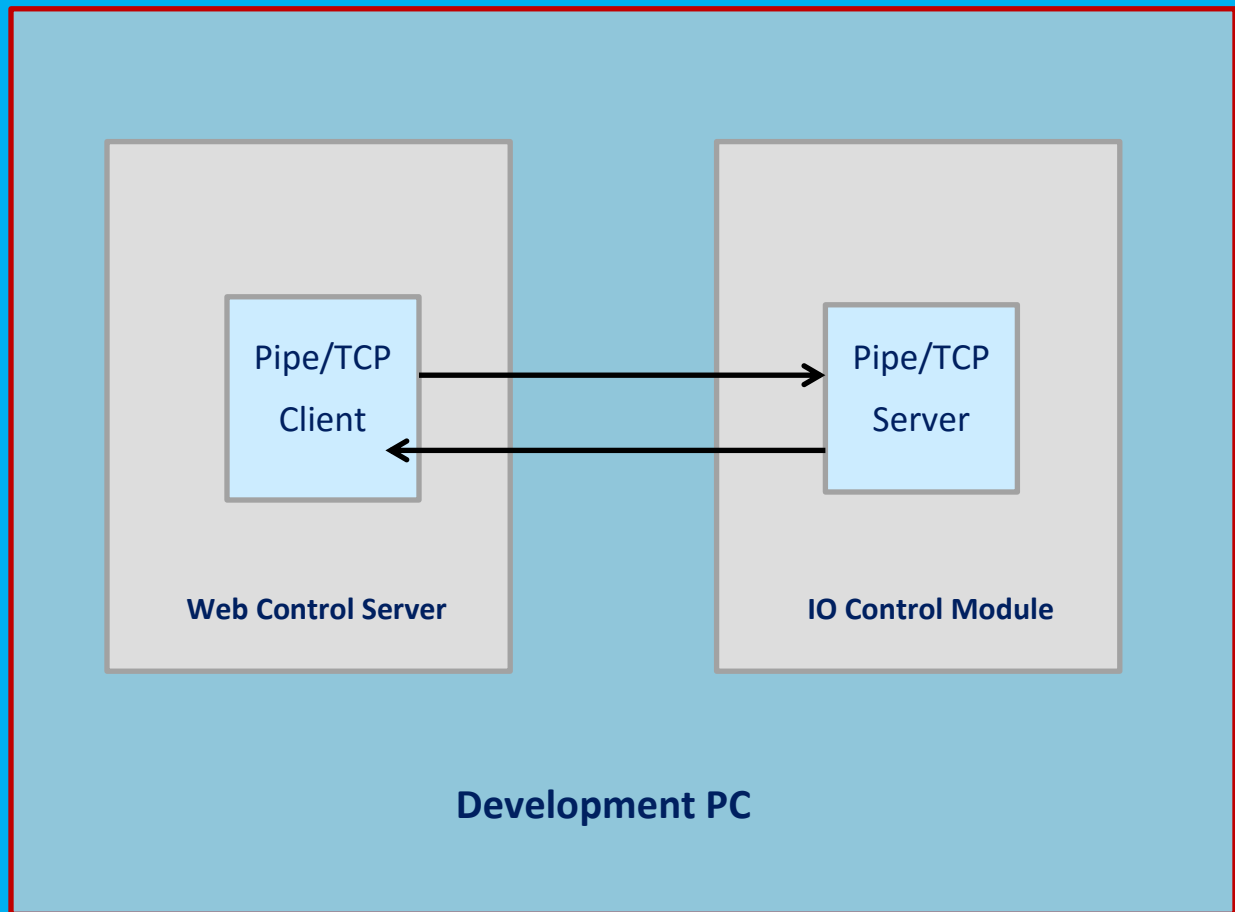 Pipe/TCP
Client
Pipe/TCP
Server
Web Control Server
IO Control Module
Development PC